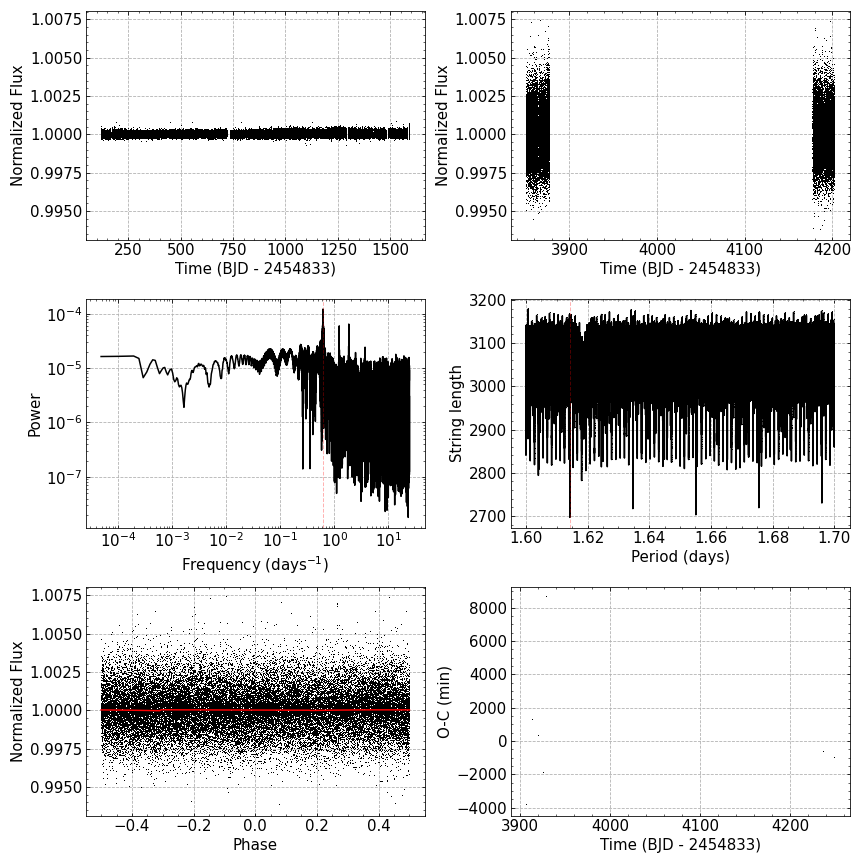 1.0075
1.0050
1.0025
1.0000
0.9975
0.9950
Normalized Flux
250 500 750 1000 1250 1500
Time (BJD - 2454833)
1.0075
1.0050
1.0025
1.0000
0.9975
0.9950
Normalized Flux
3900 4000 4100 4200
Time (BJD - 2454833)
10⁻⁴
10⁻⁵
10⁻⁶
10⁻⁷
Power
10⁻⁴ 10⁻³ 10⁻² 10⁻¹ 10⁰ 10¹
Frequency (days⁻¹)
3200
3100
3000
2900
2800
2700
String length
1.60 1.62 1.64 1.66 1.68 1.70
Period (days)
1.0075
1.0050
1.0025
1.0000
0.9975
0.9950
Normalized Flux
−0.4 −0.2 0.0 0.2 0.4
Phase
8000
6000
4000
2000
0
−2000
−4000
O-C (min)
3900 4000 4100 4200
Time (BJD - 2454833)